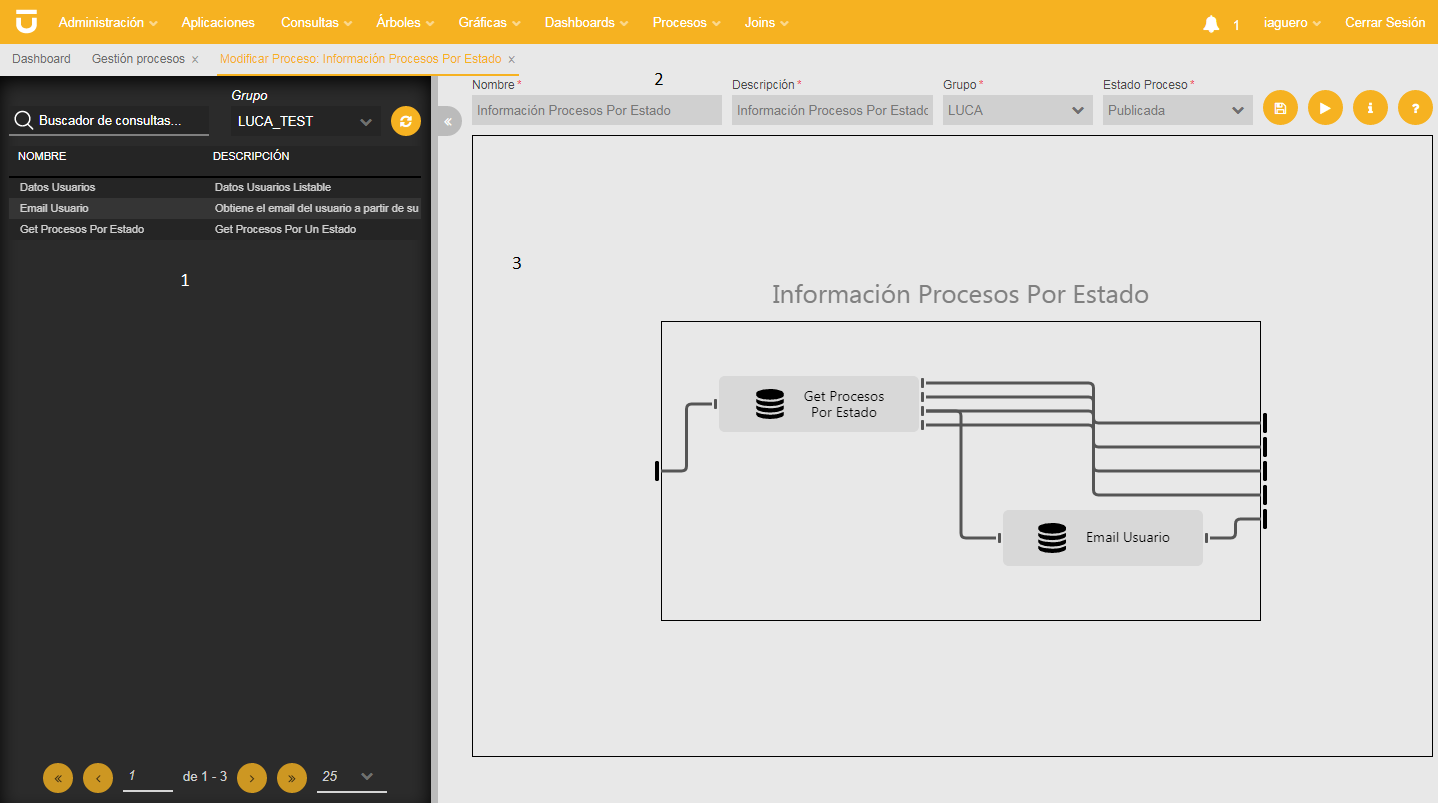 Administración Aplicaciones Consultas Árboles Gráficas Dashboards Procesos Joins 1 iaguero Cerrar Sesión
Dashboard Gestión procesos x Modificar Proceso: Información Procesos Por Estado x
Grupo
Buscador de consultas... LUCA_TEST
NOMBRE DESCRIPCIÓN
Datos Usuarios Datos Usuarios Listable
Email Usuario Obtiene el email del usuario a partir de su
Get Procesos Por Estado Get Procesos Por Un Estado
1
« ‹ 1 de 1 - 3 › » 25
«
2
Nombre * Descripción * Grupo * Estado Proceso *
Información Procesos Por Estado Información Procesos Por Estado LUCA Publicada
i ?
3
Información Procesos Por Estado
Get Procesos
Por Estado
Email Usuario